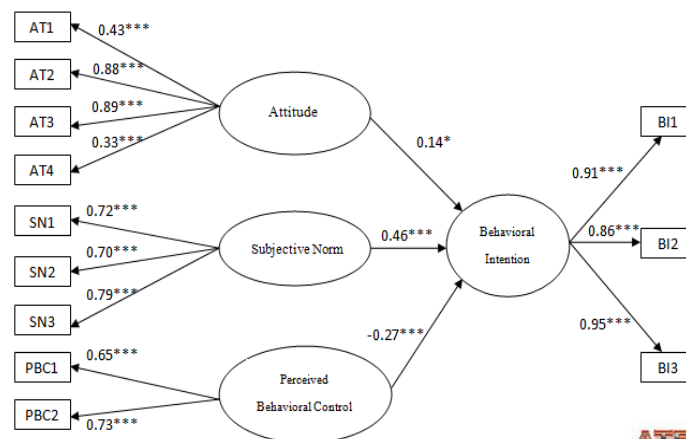 AT1
0.43***
AT2
0.88***
AT3
0.89***
AT4
0.33***
Attitude
0.14*
SN1
0.72***
SN2
0.70***
SN3
0.79***
Subjective Norm
0.46***
PBC1
0.65***
PBC2
0.73***
Perceived
Behavioral Control
-0.27***
Behavioral
Intention
BI1
0.91***
BI2
0.86***
BI3
0.95***